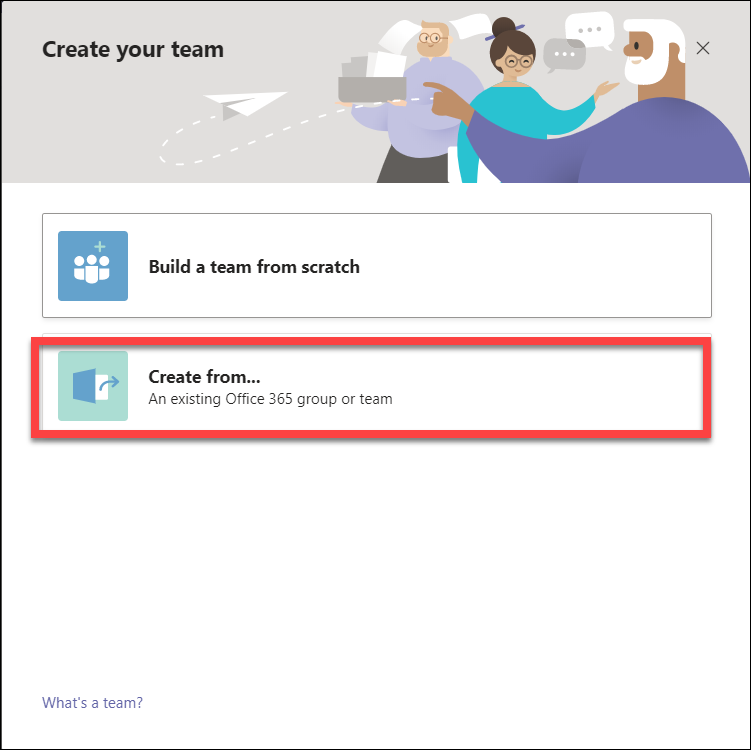 Create your team
Build a team from scratch
Create from...
An existing Office 365 group or team
What's a team?